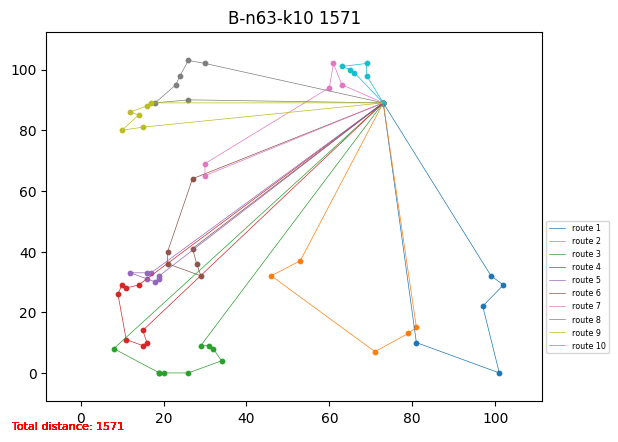 B-n63-k10 1571
100
80
60
40
20
0
0 20 40 60 80 100
route 1
route 2
route 3
route 4
route 5
route 6
route 7
route 8
route 9
route 10
Total distance: 1571